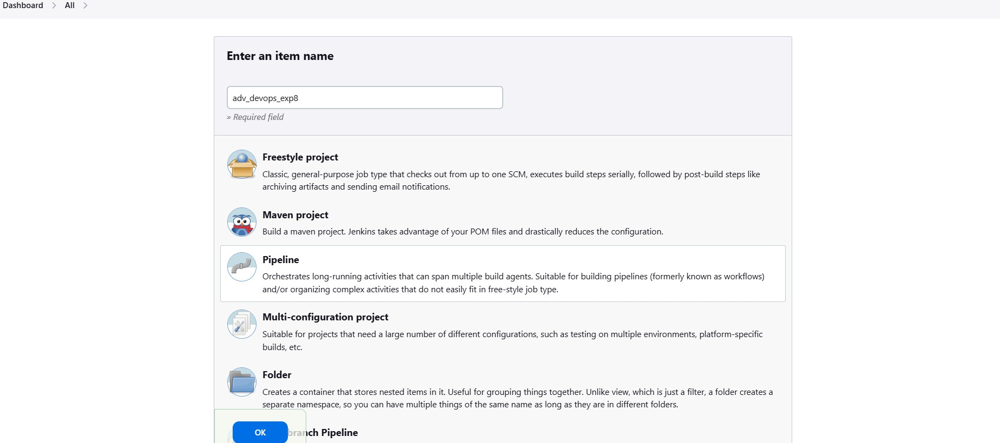 Dashboard > All >
Enter an item name
adv_devops_exp8
» Required field
Freestyle project
Classic, general-purpose job type that checks out from up to one SCM, executes build steps serially, followed by post-build steps like
archiving artifacts and sending email notifications.
Maven project
Build a maven project. Jenkins takes advantage of your POM files and drastically reduces the configuration.
Pipeline
Orchestrates long-running activities that can span multiple build agents. Suitable for building pipelines (formerly known as workflows)
and/or organizing complex activities that do not easily fit in free-style job type.
Multi-configuration project
Suitable for projects that need a large number of different configurations, such as testing on multiple environments, platform-specific
builds, etc.
Folder
Creates a container that stores nested items in it. Useful for grouping things together. Unlike view, which is just a filter, a folder creates a
separate namespace, so you can have multiple things of the same name as long as they are in different folders.
OK
branch Pipeline